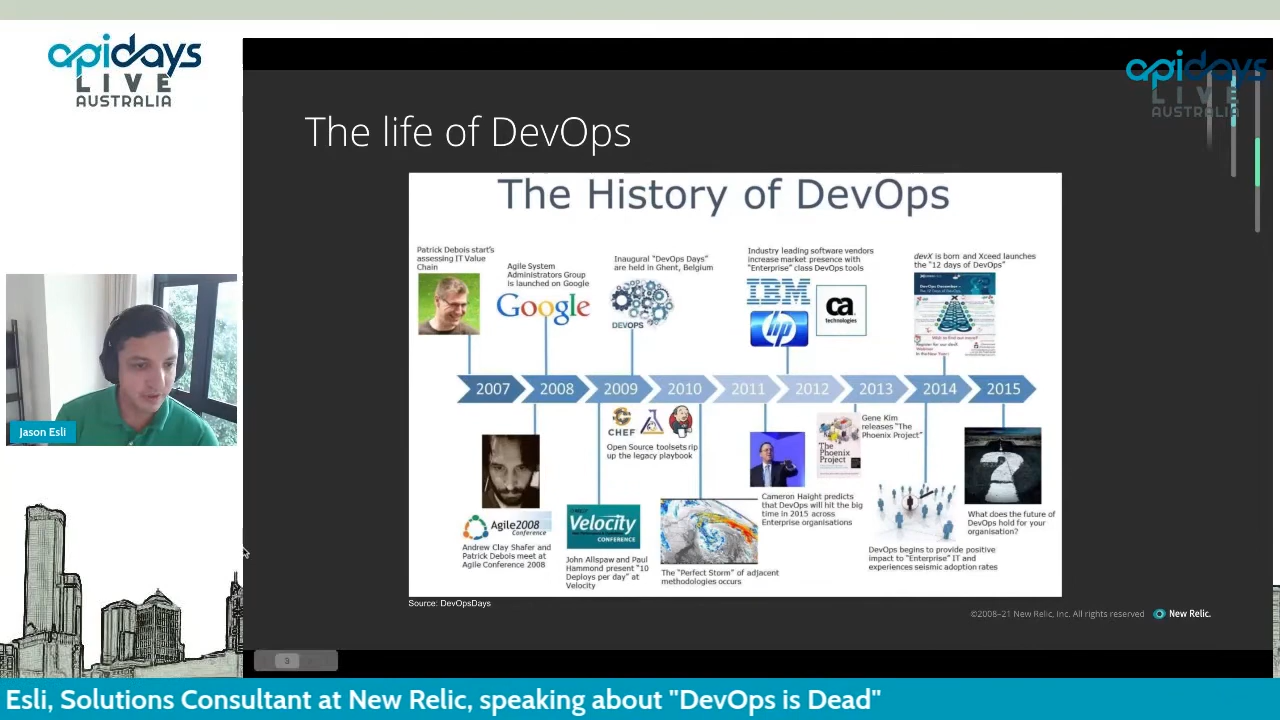 apidays
LIVE
AUSTRALIA
apidays
LIVE
AUSTRALIA
The life of DevOps
The History of DevOps
Patrick Debois start's
assessing IT Value
Chain
Agile System
Administrators Group
is launched on Google
Google
Inaugural "DevOps Days"
are held in Ghent, Belgium
DEVOPS
Industry leading software vendors
increase market presence with
"Enterprise" class DevOps tools
IBM
hp
ca
technologies
devX is born and Xceed launches
the "12 days of DevOps"
2007
2008
2009
2010
2011
2012
2013
2014
2015
Agile2008
Conference
Andrew Clay Shafer and
Patrick Debois meet at
Agile Conference 2008
Velocity
CONFERENCE
John Allspaw and Paul
Hammond present "10
Deploys per day" at
Velocity
CHEF
Open Source toolsets rip
up the legacy playbook
The "Perfect Storm" of adjacent
methodologies occurs
Cameron Haight predicts
that DevOps will hit the big
time in 2015 across
Enterprise organisations
The
Phoenix
Project
Gene Kim
releases "The
Phoenix Project"
DevOps begins to provide positive
impact to "Enterprise" IT and
experiences seismic adoption rates
What does the future of
DevOps hold for your
organisation?
Source: DevOpsDays
©2008–21 New Relic, Inc. All rights reserved
New Relic.
Jason Esli
3
Esli, Solutions Consultant at New Relic, speaking about "DevOps is Dead"